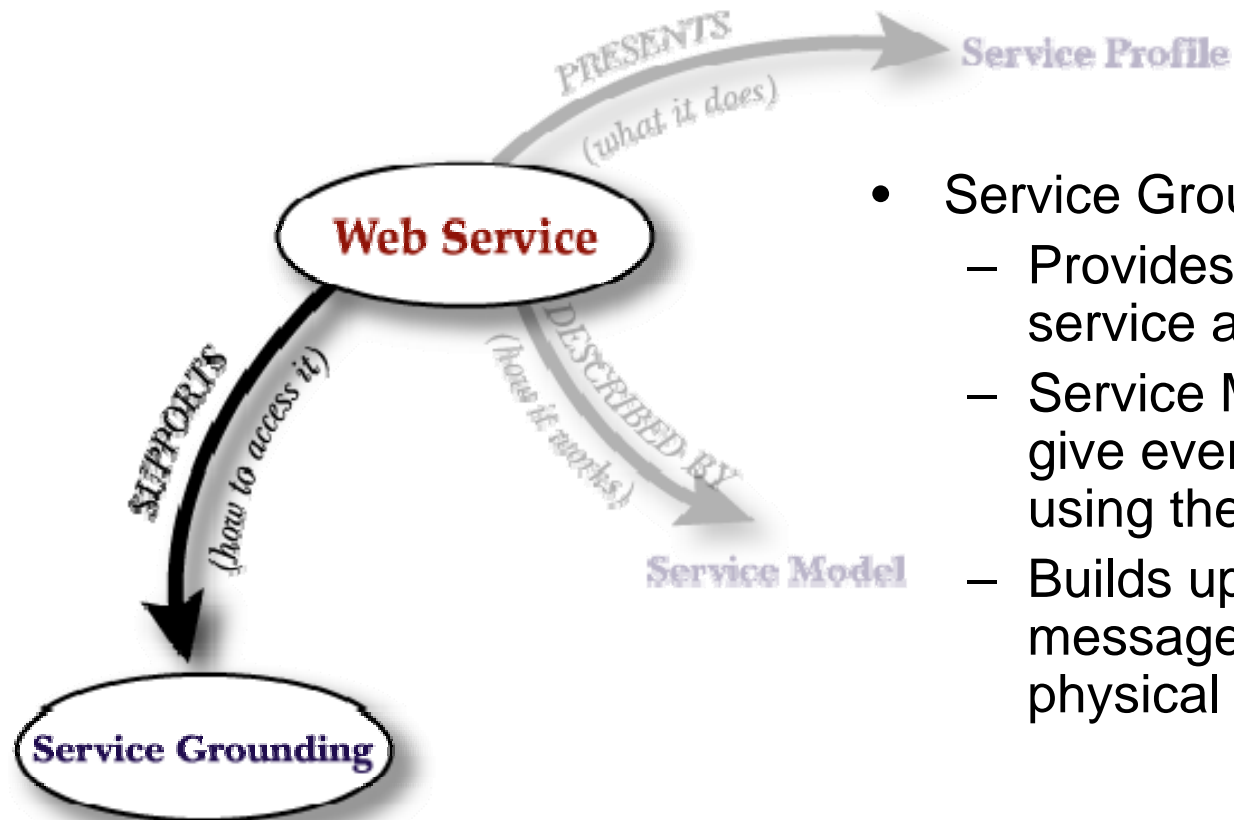 PRESENTS
(what it does)
Service Profile
Web Service
SUPPORTS
(how to access it)
DESCRIBED BY
(how it works)
Service Model
Service Grounding
• Service Grou
– Provides
service a
– Service M
give ever
using the
– Builds up
message
physical